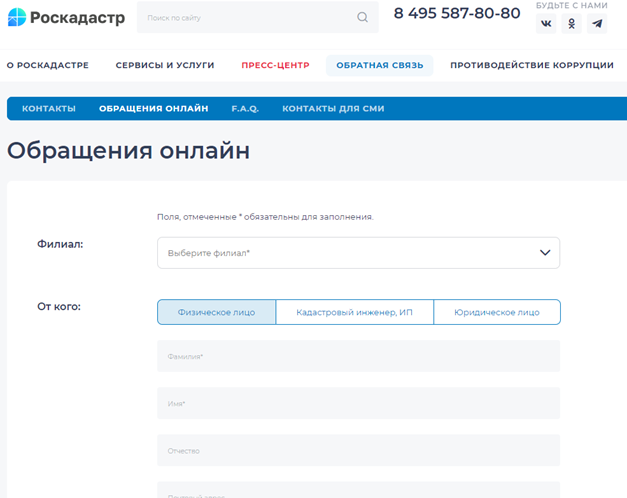 Роскадастр
Поиск по сайту
8 495 587-80-80
БУДЬТЕ С НАМИ
О РОСКАДАСТРЕ СЕРВИСЫ И УСЛУГИ ПРЕСС-ЦЕНТР ОБРАТНАЯ СВЯЗЬ ПРОТИВОДЕЙСТВИЕ КОРРУПЦИИ
КОНТАКТЫ ОБРАЩЕНИЯ ОНЛАЙН F.A.Q. КОНТАКТЫ ДЛЯ СМИ
Обращения онлайн
Поля, отмеченные * обязательны для заполнения.
Филиал:
Выберите филиал*
От кого:
Физическое лицо Кадастровый инженер, ИП Юридическое лицо
Фамилия*
Имя*
Отчество